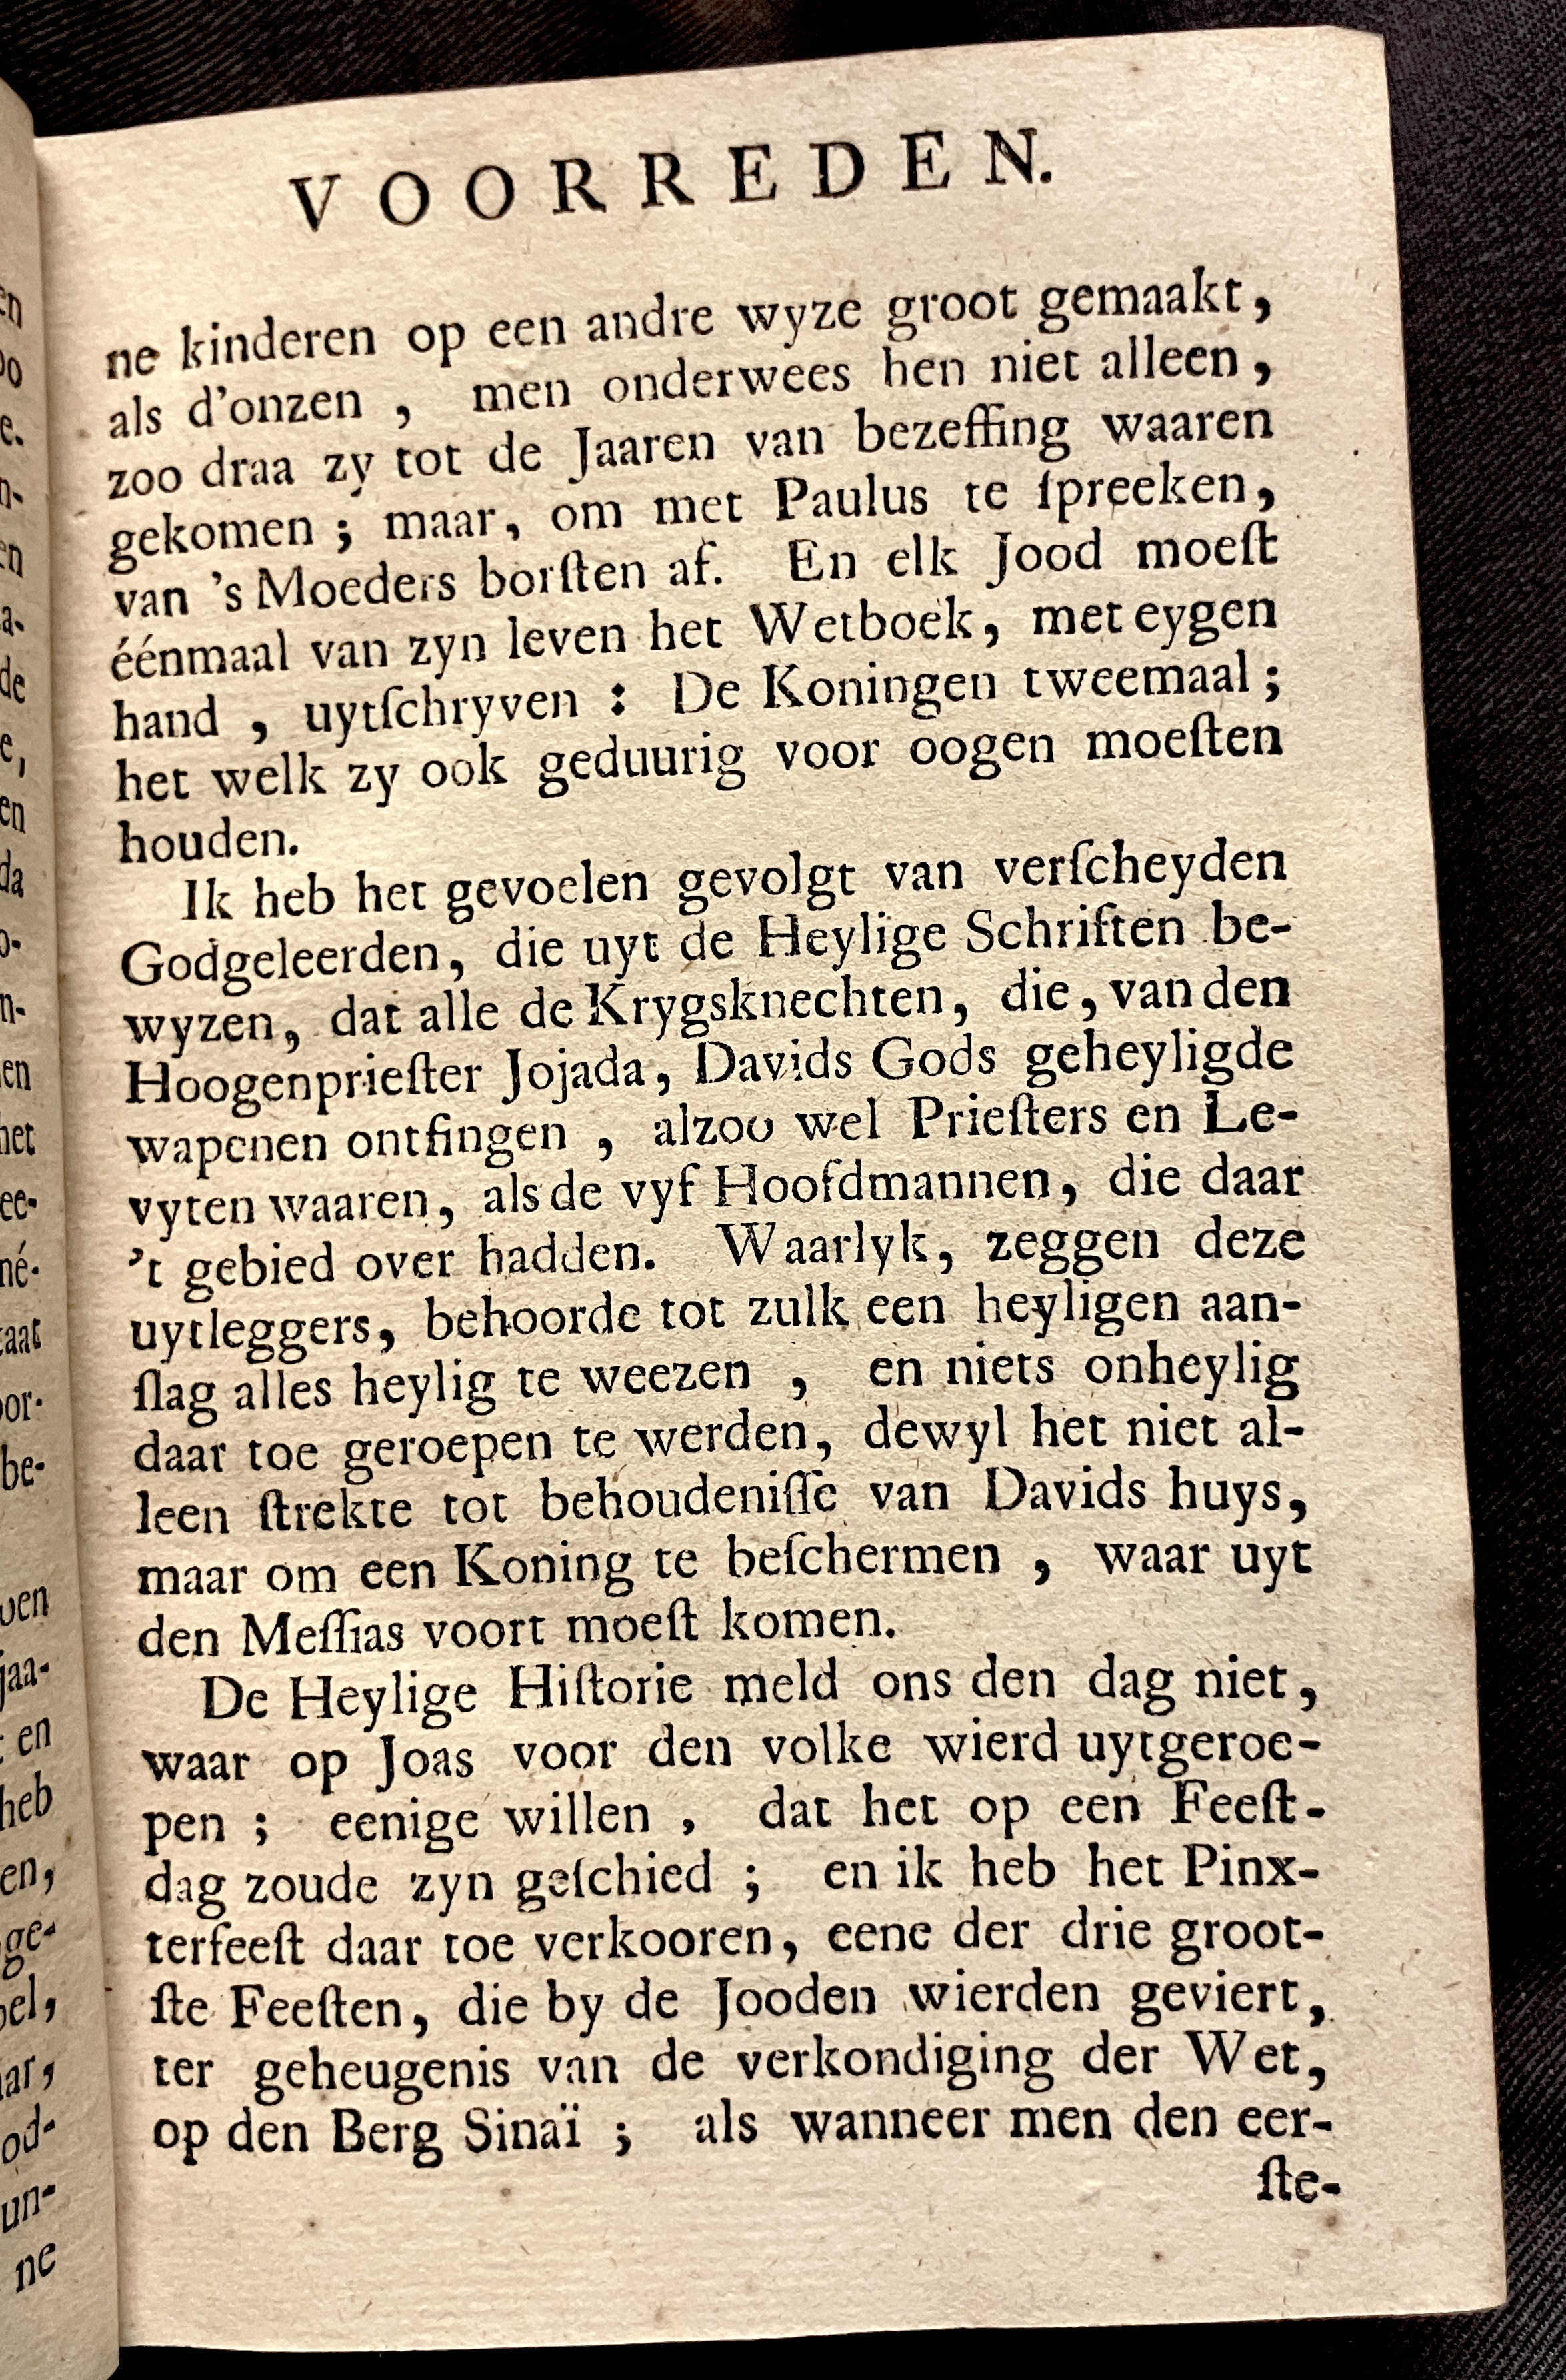 VOORREDEN.
ne kinderen op een andre wyze groot gemaakt,
als d'onzen, men onderwees hen niet alleen,
zoo draa zy tot de Jaaren van bezeffing waaren
gekomen; maar, om met Paulus te ſpreeken,
van 's Moeders borſten af. En elk Jood moeſt
éénmaal van zyn leven het Wetboek, met eygen
hand, uytſchryven: De Koningen tweemaal;
het welk zy ook geduurig voor oogen moeſten
houden.
Ik heb het gevoelen gevolgt van verſcheyden
Godgeleerden, die uyt de Heylige Schriften be-
wyzen, dat alle de Krygsknechten, die, van den
Hoogenprieſter Jojada, Davids Gods geheyligde
wapenen ontfingen, alzoo wel Prieſters en Le-
vyten waaren, als de vyf Hoofdmannen, die daar
't gebied over hadden. Waarlyk, zeggen deze
uytleggers, behoorde tot zulk een heyligen aan-
ſlag alles heylig te weezen, en niets onheylig
daar toe geroepen te werden, dewyl het niet al-
leen ſtrekte tot behoudeniſſe van Davids huys,
maar om een Koning te beſchermen, waar uyt
den Meſſias voort moeſt komen.
De Heylige Hiſtorie meld ons den dag niet,
waar op Joas voor den volke wierd uytgeroe-
pen; eenige willen, dat het op een Feeſt-
dag zoude zyn geſchied; en ik heb het Pinx-
terfeeſt daar toe verkooren, eene der drie groot-
ſte Feeſten, die by de Jooden wierden geviert,
ter geheugenis van de verkondiging der Wet,
op den Berg Sinaï; als wanneer men den eer-
ſte-